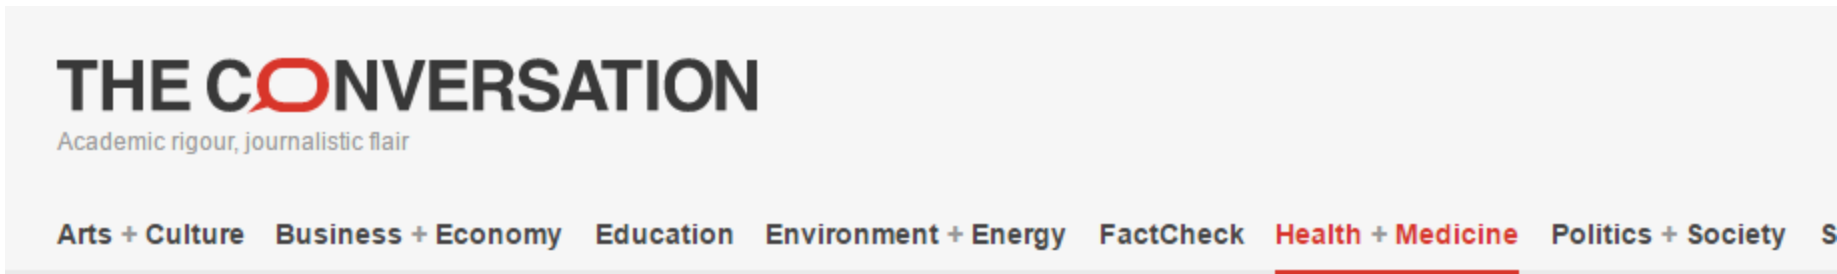 THE CONVERSATION
Academic rigour, journalistic flair
Arts + Culture Business + Economy Education Environment + Energy FactCheck Health + Medicine Politics + Society S